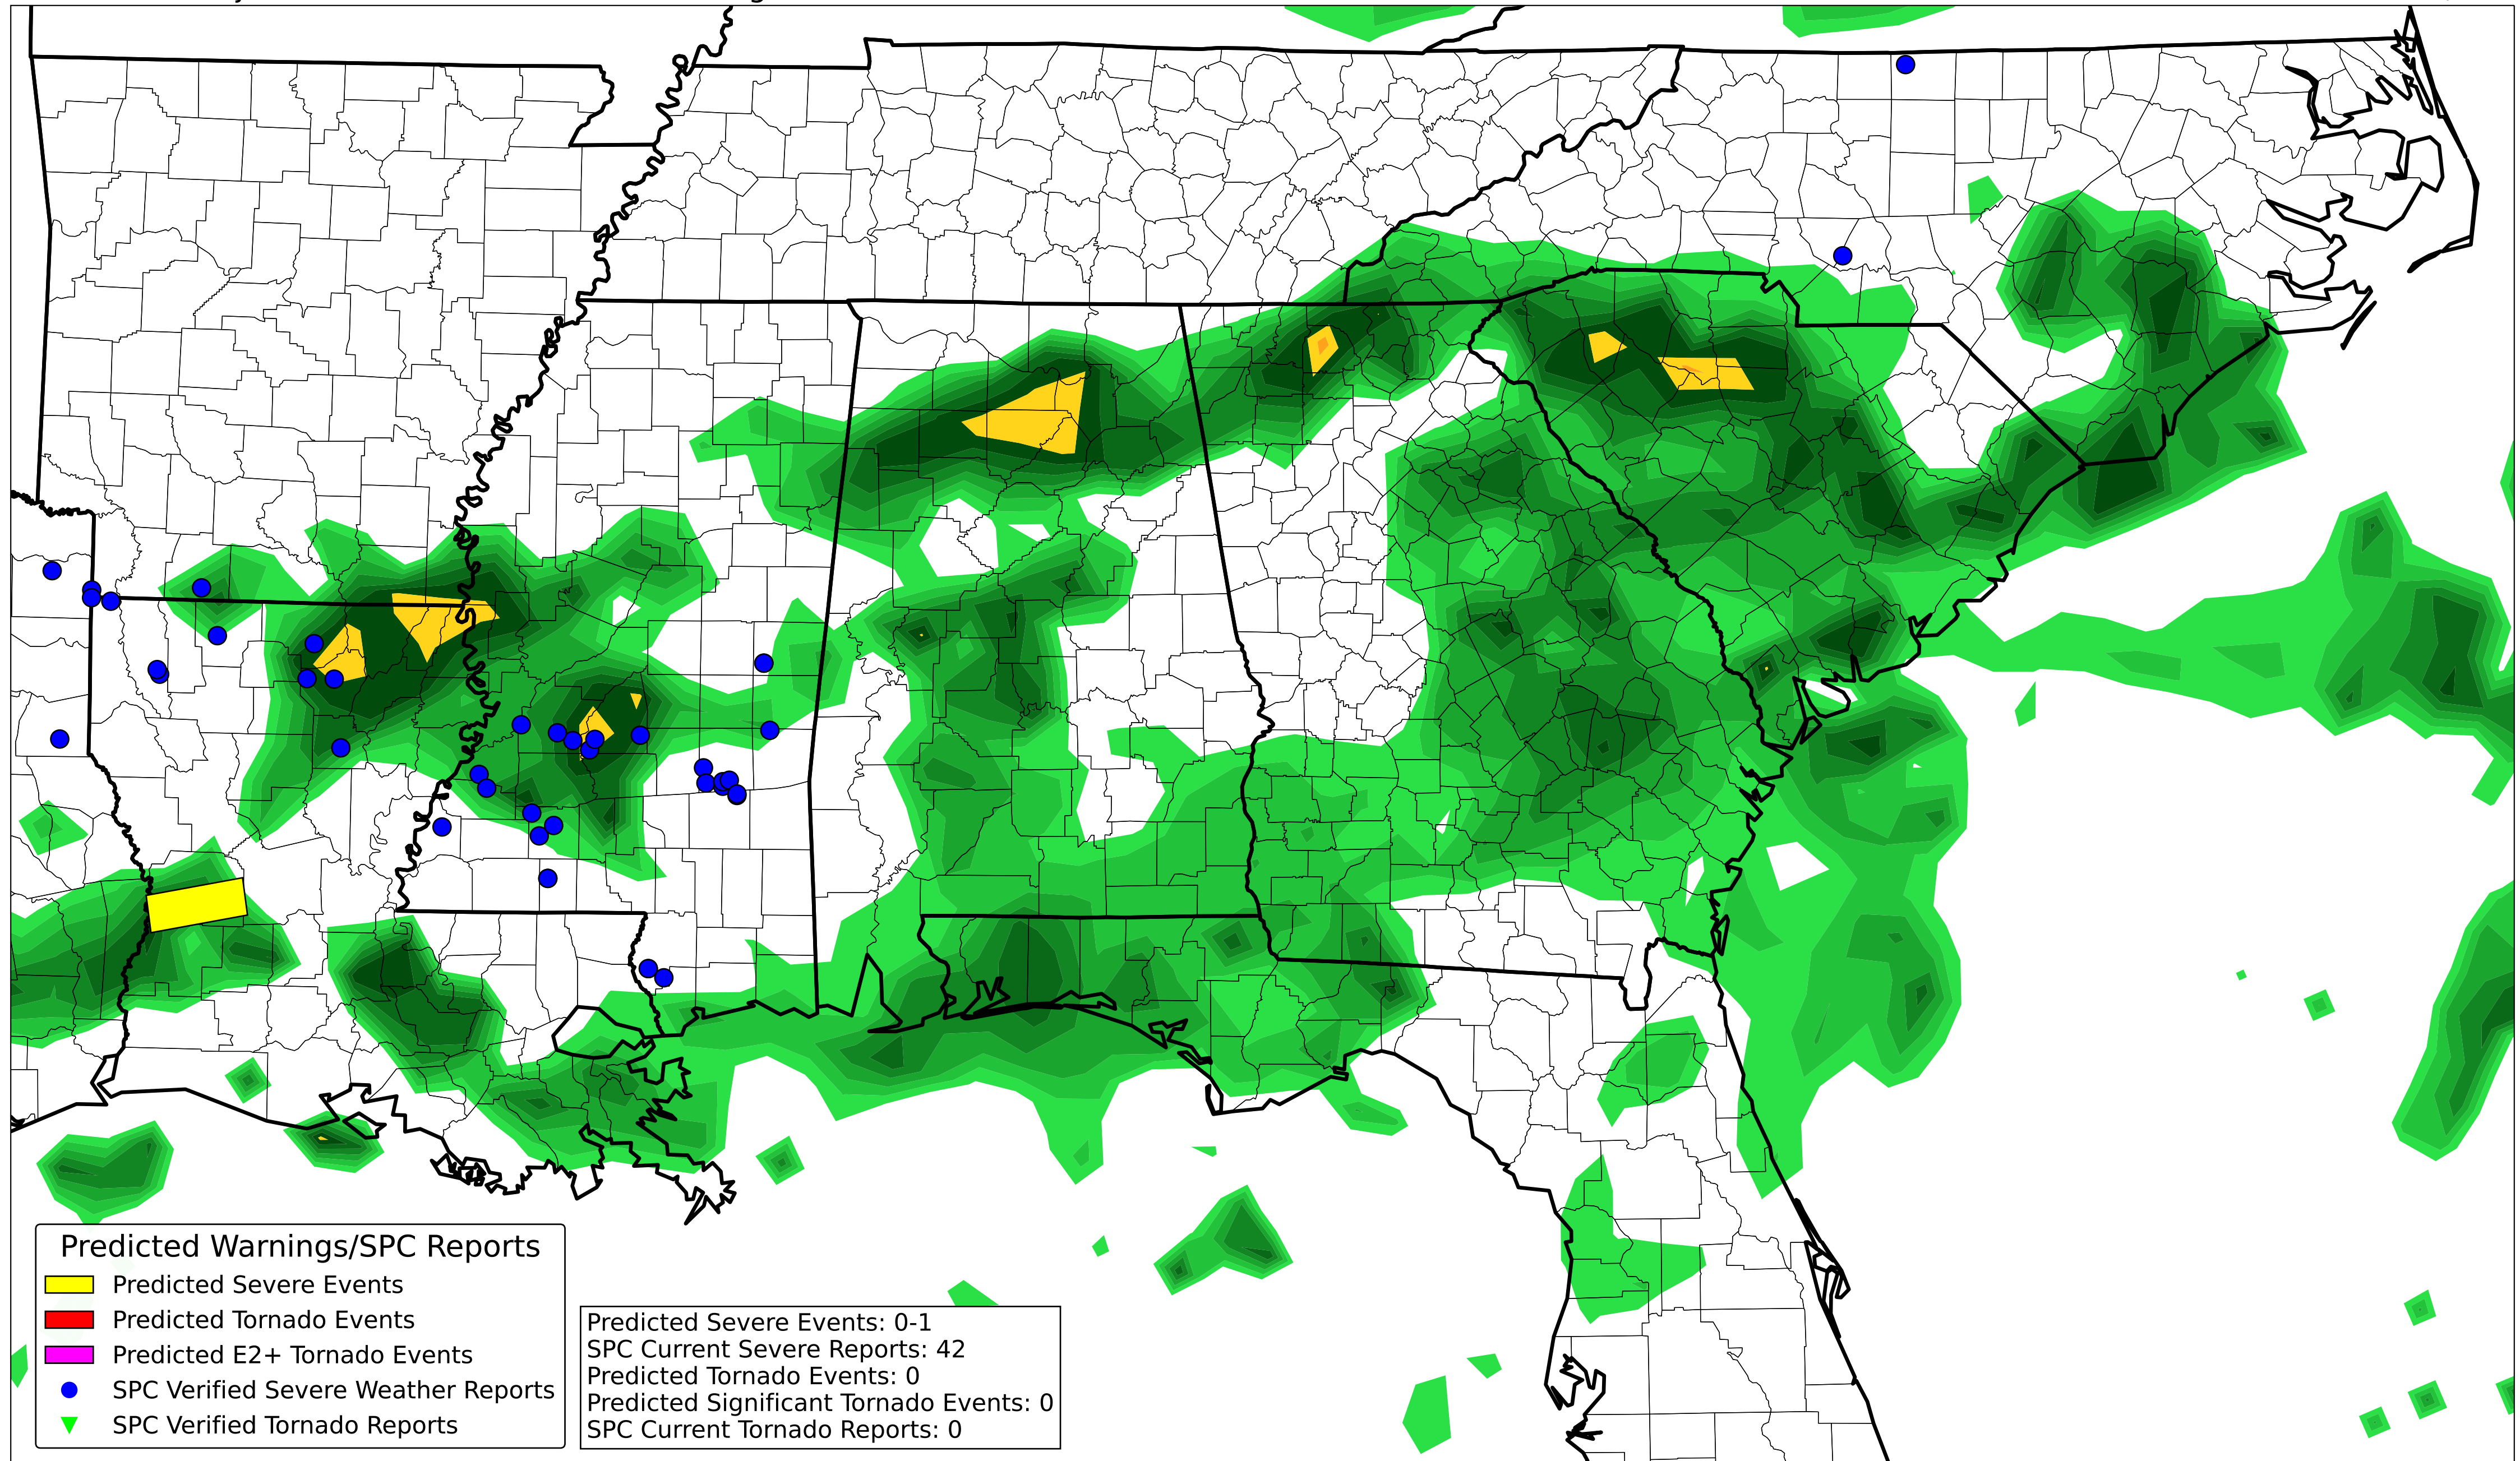 Predicted Warnings/SPC Reports
Predicted Severe Events
Predicted Tornado Events
Predicted E2+ Tornado Events
SPC Verified Severe Weather Reports
SPC Verified Tornado Reports
Predicted Severe Events: 0-1
SPC Current Severe Reports: 42
Predicted Tornado Events: 0
Predicted Significant Tornado Events: 0
SPC Current Tornado Reports: 0